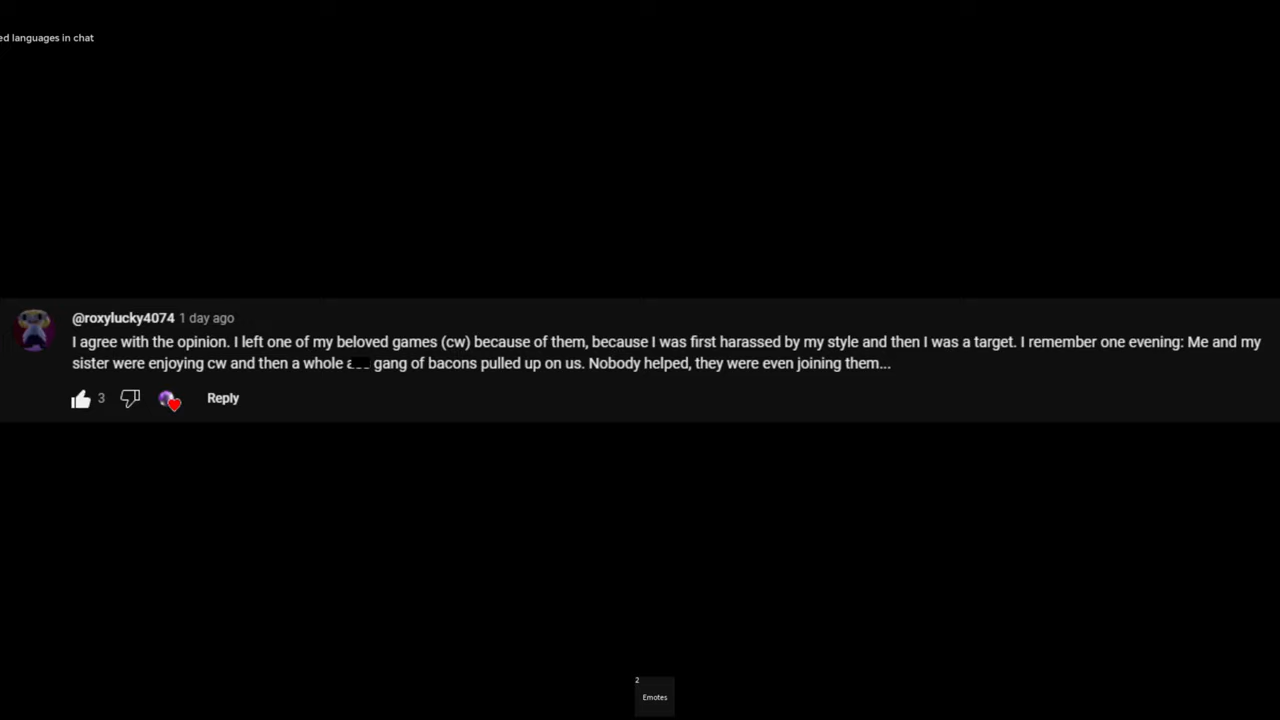 ed languages in chat
@roxylucky4074 1 day ago
I agree with the opinion. I left one of my beloved games (cw) because of them, because I was first harassed by my style and then I was a target. I remember one evening: Me and my
sister were enjoying cw and then a whole gang of bacons pulled up on us. Nobody helped, they were even joining them...
3
Reply
2
Emotes